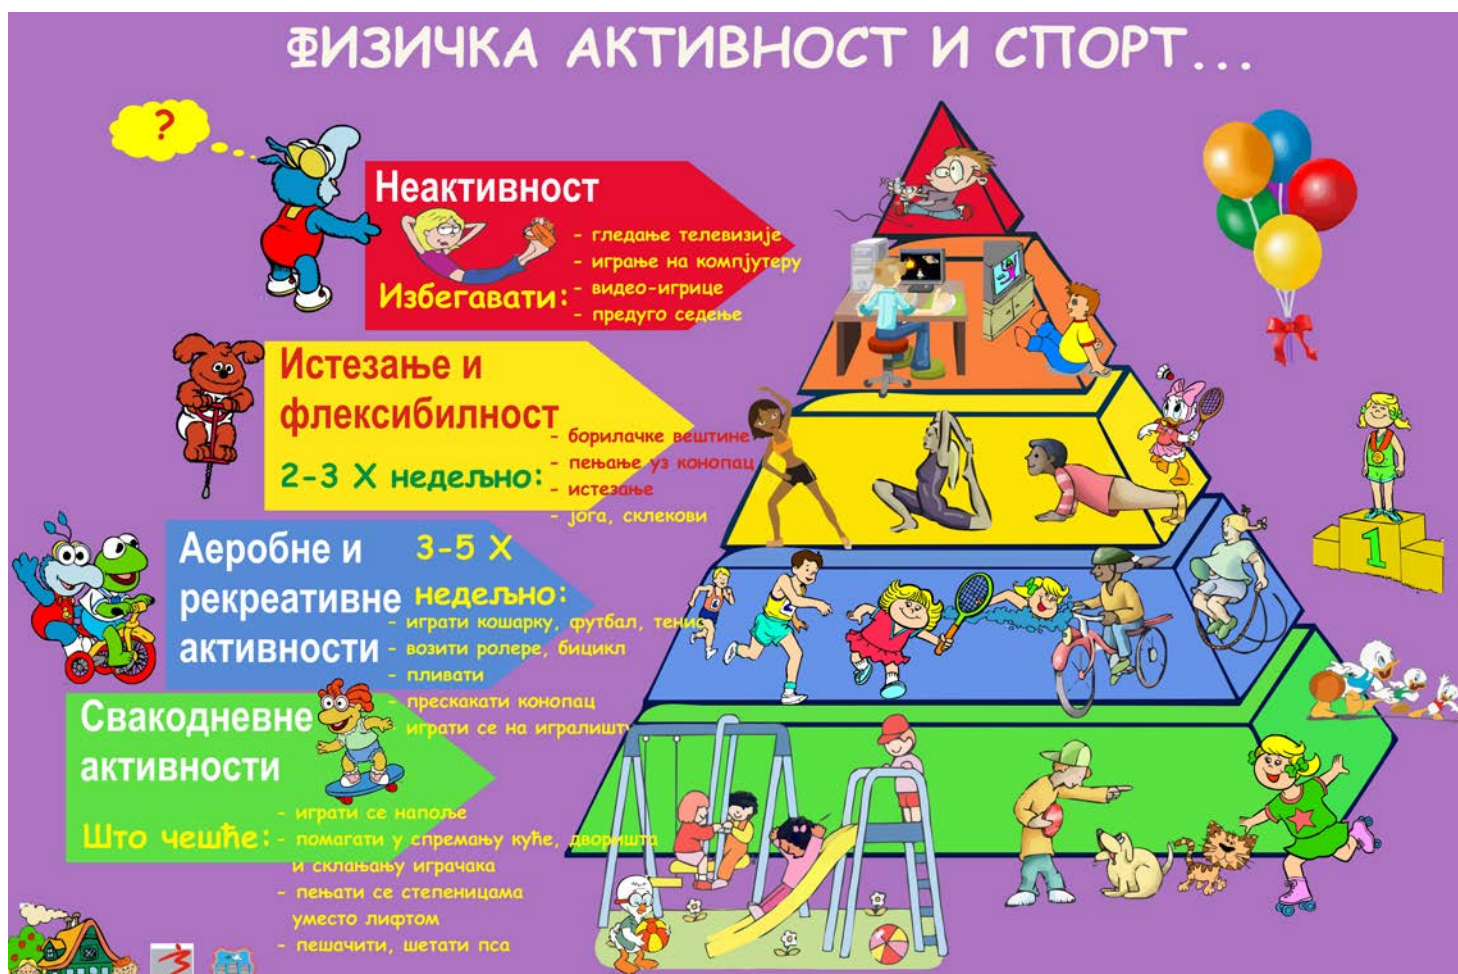 ФИЗИЧКА АКТИВНОСТ И СПОРТ...
?
Неактивност
Избегавати:
- гледање телевизије
- играње на компјутеру
- видео-игрице
- предуго седење
Истезање и
флексибилност
2-3 X недељно:
- борилачке вештине
- пењање уз конопац
- истезање
- јога, склекови
Аеробне и
рекреативне
активности
3-5 X
недељно:
- играти кошарку, футбал, тенис
- возити ролере, бицикл
- пливати
- прескакати конопац
- играти се на игралишту
Свакодневне
активности
Што чешће:
- играти се напоље
- помагати у спремању куће, дворишта
и склањању играчака
- пењати се степеницама
уместо лифтом
- пешачити, шетати пса
1